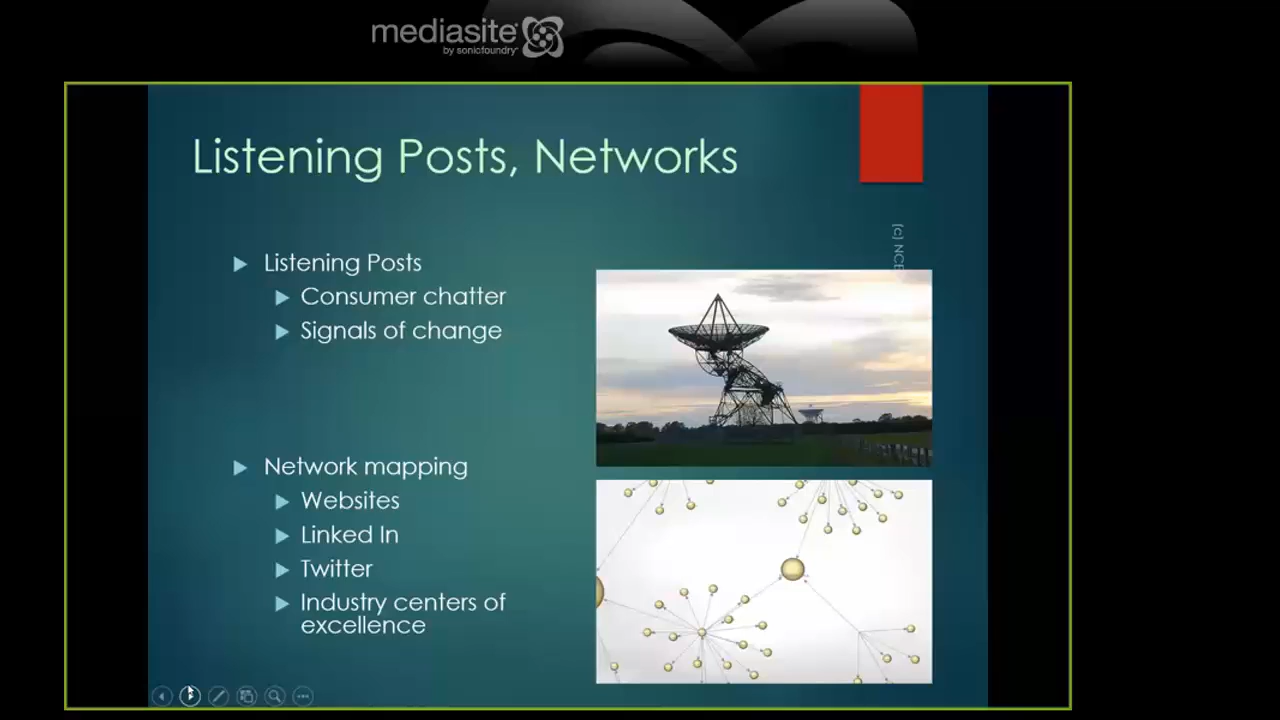 mediasite
by sonicfoundry
Listening Posts, Networks
(c) NCE
Listening Posts
Consumer chatter
Signals of change
Network mapping
Websites
Linked In
Twitter
Industry centers of
excellence